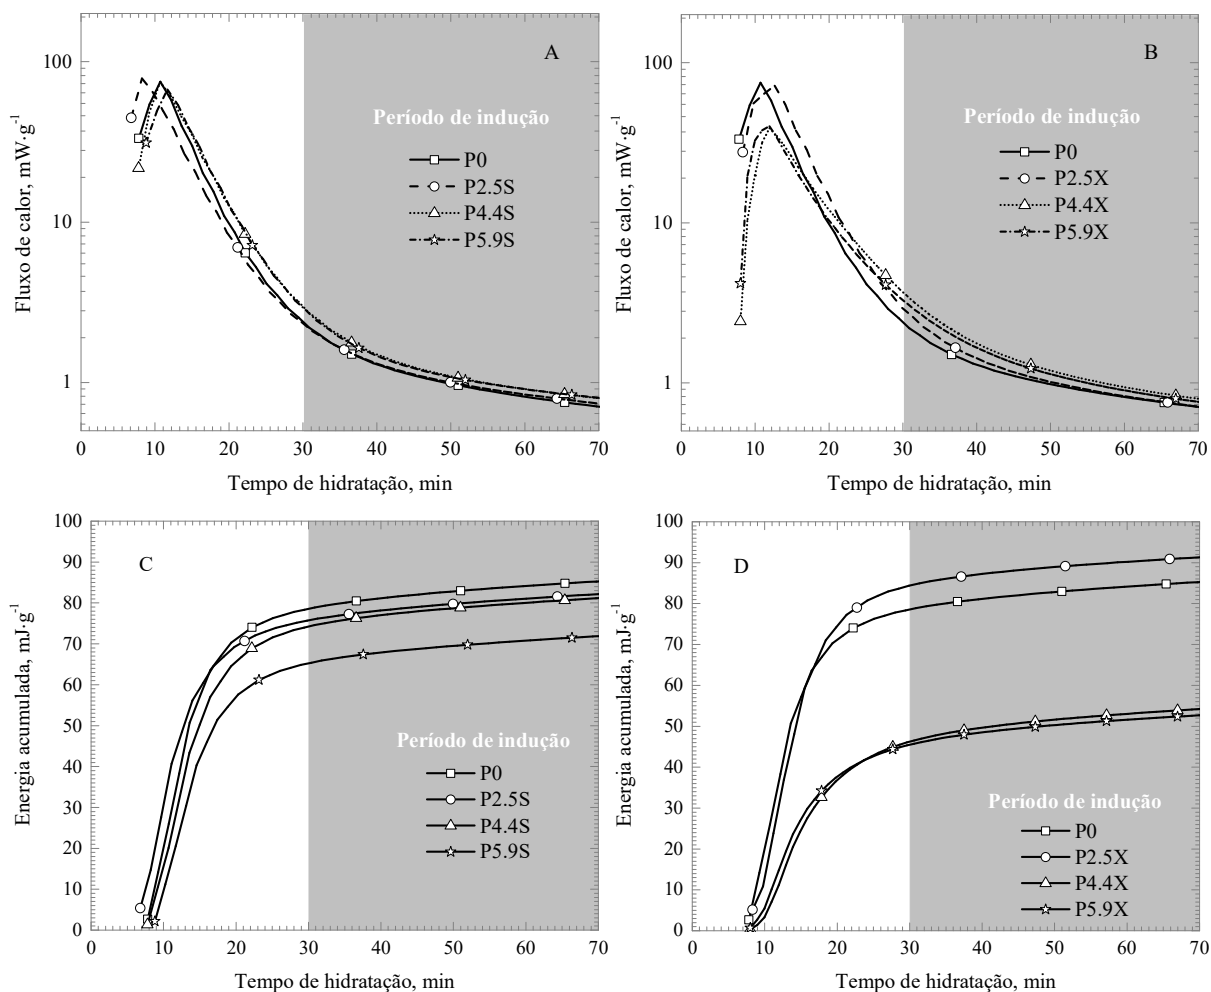 A
100
10
1
Fluxo de calor, mW·g⁻¹
Período de indução
P0
P2.5S
P4.4S
P5.9S
0 10 20 30 40 50 60 70
Tempo de hidratação, min
B
100
10
1
Fluxo de calor, mW·g⁻¹
Período de indução
P0
P2.5X
P4.4X
P5.9X
0 10 20 30 40 50 60 70
Tempo de hidratação, min
C
100
90
80
70
60
50
40
30
20
10
0
Energia acumulada, mJ·g⁻¹
Período de indução
P0
P2.5S
P4.4S
P5.9S
0 10 20 30 40 50 60 70
Tempo de hidratação, min
D
100
90
80
70
60
50
40
30
20
10
0
Energia acumulada, mJ·g⁻¹
Período de indução
P0
P2.5X
P4.4X
P5.9X
0 10 20 30 40 50 60 70
Tempo de hidratação, min